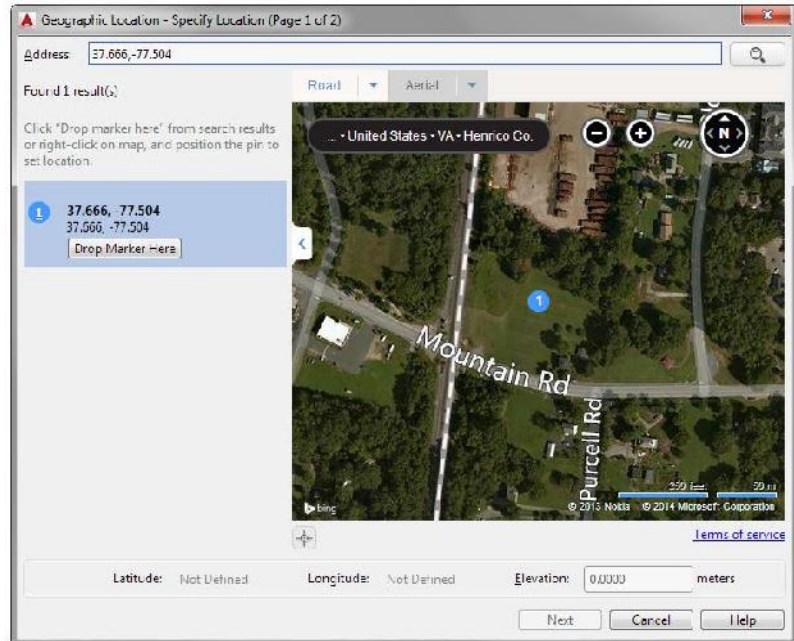 Geographic Location - Specify Location (Page 1 of 2)
Address: 37.666,-77.504
Found 1 result(s)
Road Aerial
Click "Drop marker here" from search results
or right-click on map, and position the pin to
set location.
... • United States • VA • Henrico Co.
N
1 37.666, -77.504
37.666, -77.504
Drop Marker Here
1
Mountain Rd
Purcell Rd
250 feet 50 m
bing
© 2013 Nokia © 2014 Microsoft Corporation
Terms of service
Latitude: Not Defined Longitude: Not Defined Elevation: 0.0000 meters
Next Cancel Help